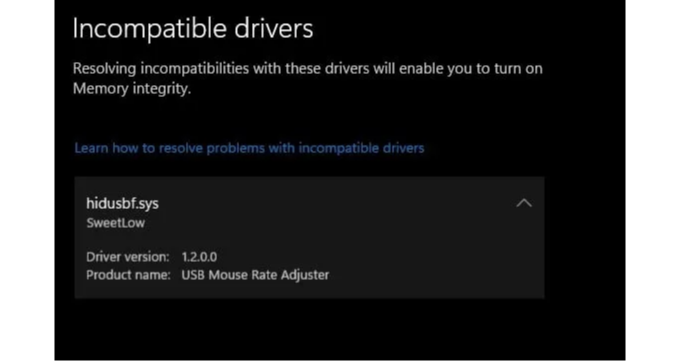 Incompatible drivers
Resolving incompatibilities with these drivers will enable you to turn on
Memory integrity.
Learn how to resolve problems with incompatible drivers
hidusbf.sys
SweetLow
Driver version: 1.2.0.0
Product name: USB Mouse Rate Adjuster